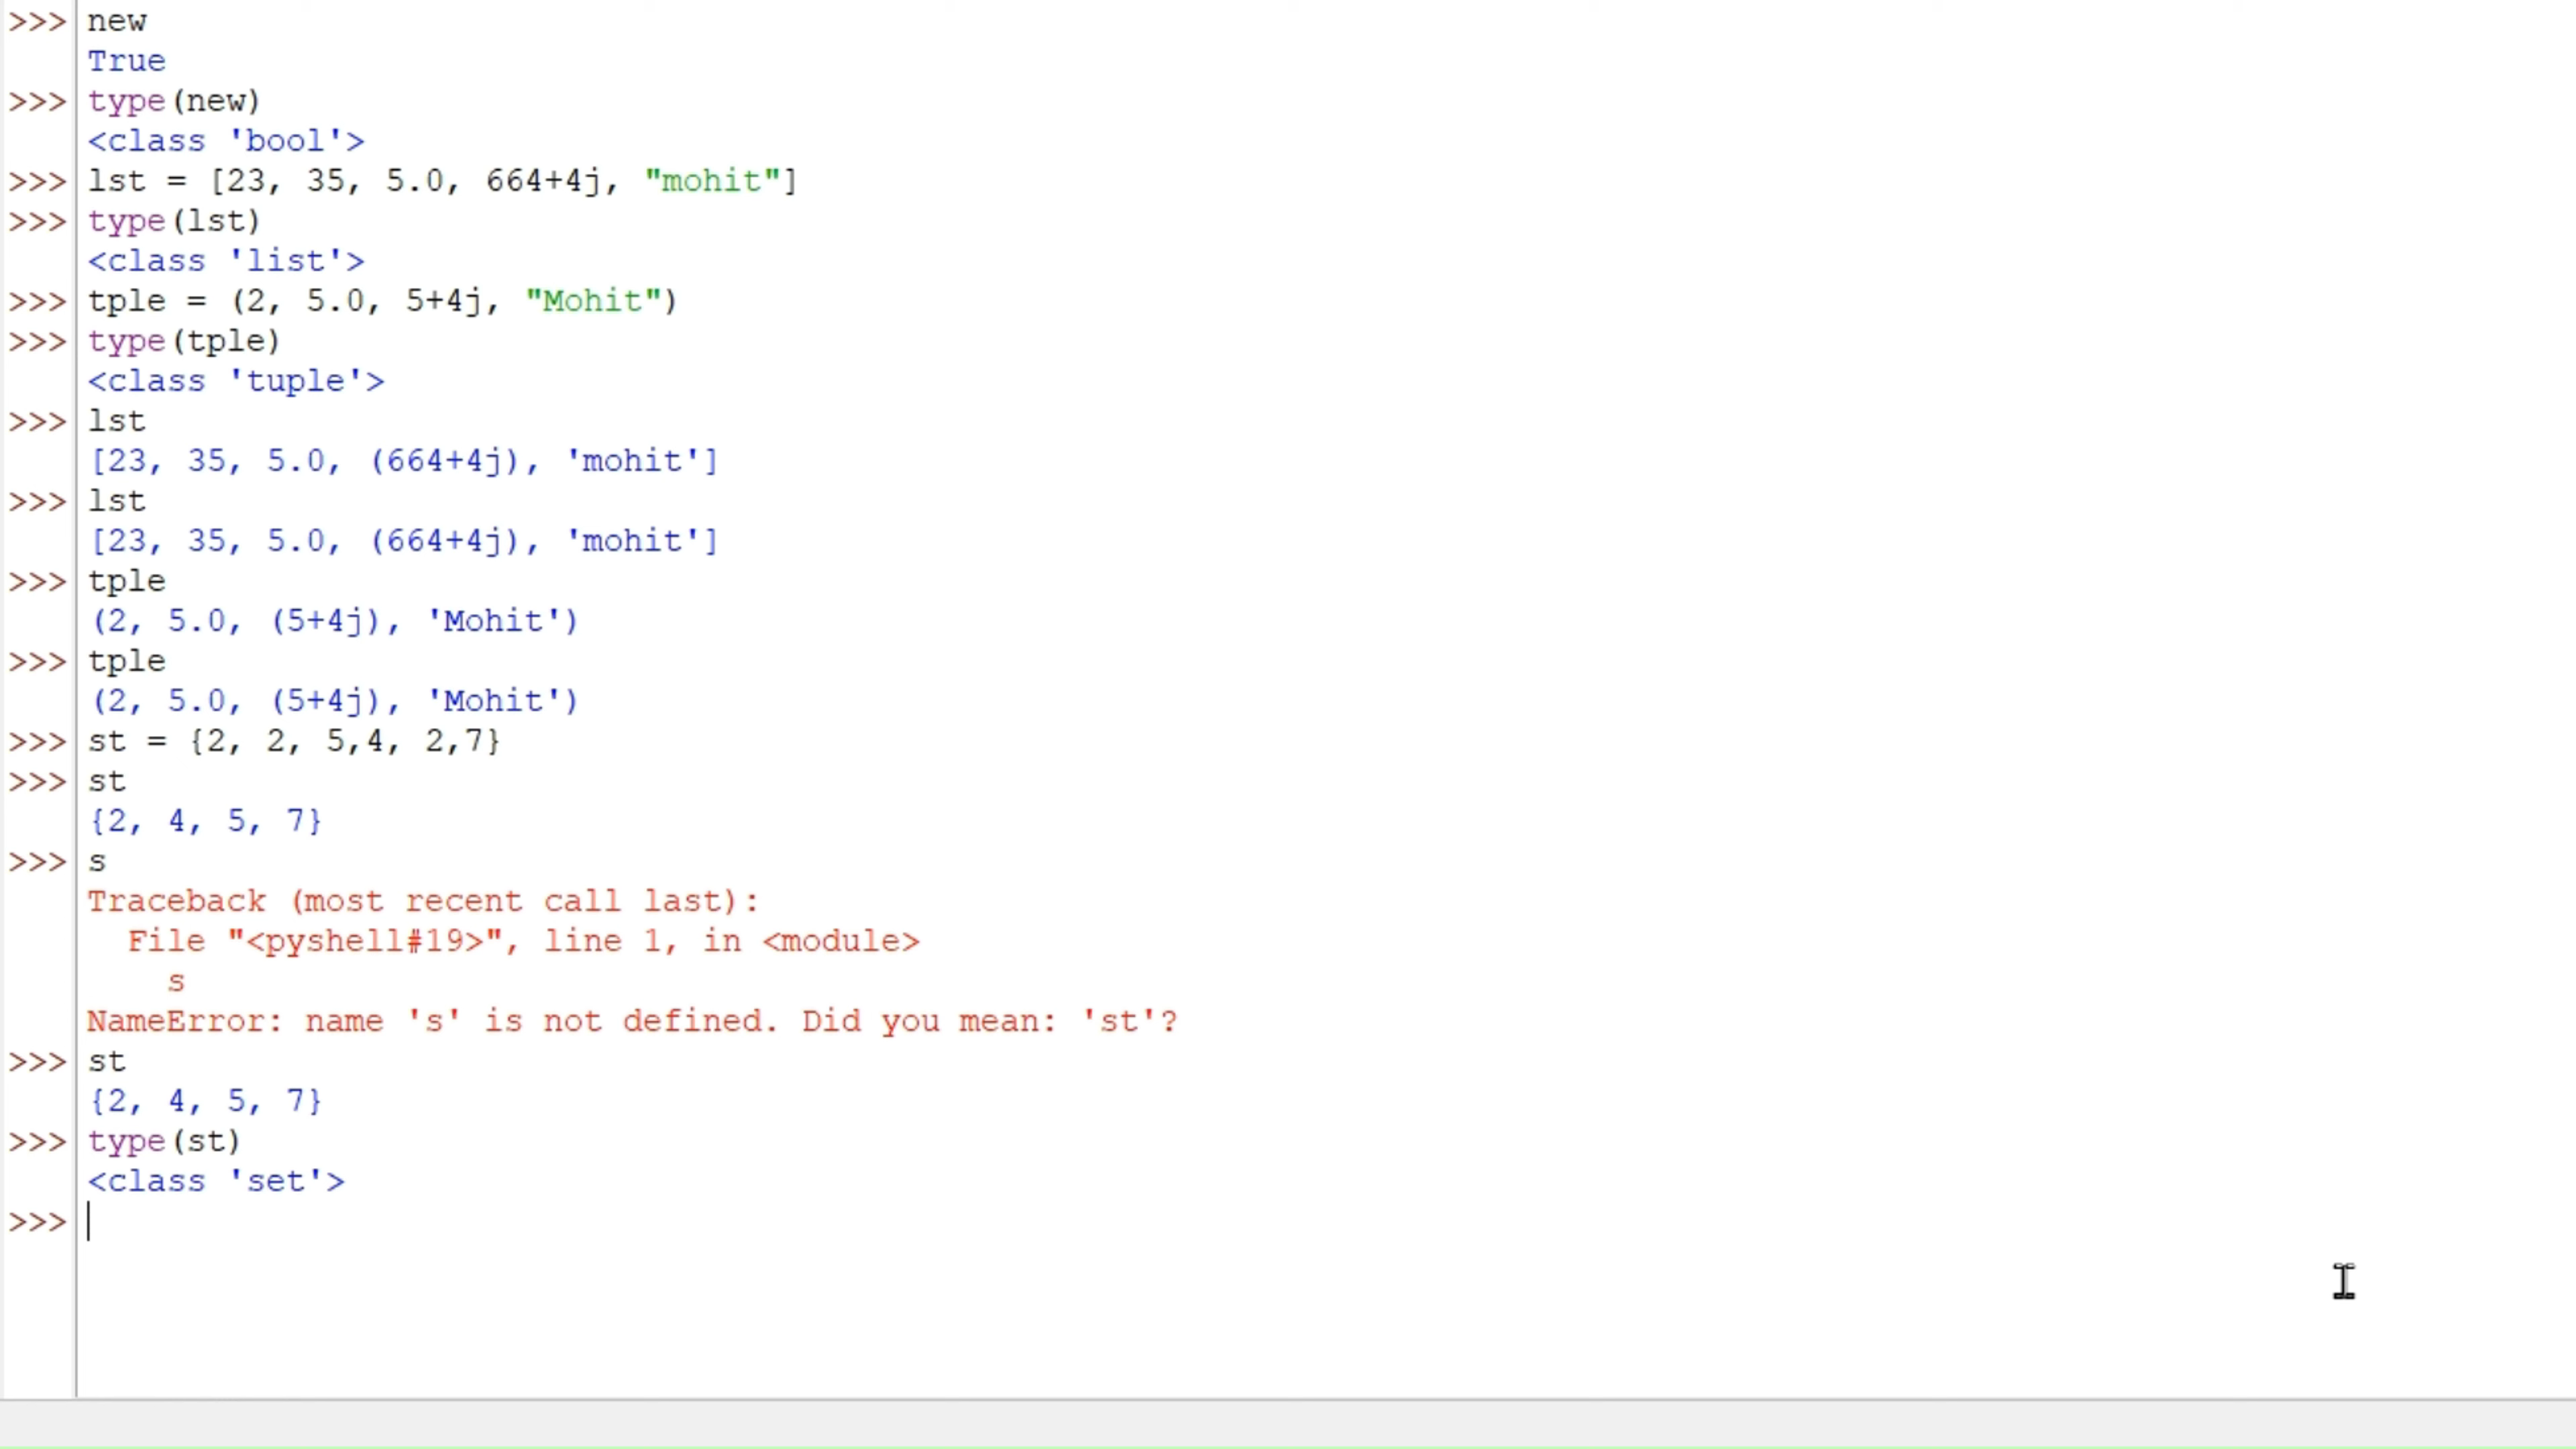 >>> new
True
>>> type(new)
<class 'bool'>
>>> lst = [23, 35, 5.0, 664+4j, "mohit"]
>>> type(lst)
<class 'list'>
>>> tple = (2, 5.0, 5+4j, "Mohit")
>>> type(tple)
<class 'tuple'>
>>> lst
[23, 35, 5.0, (664+4j), 'mohit']
>>> lst
[23, 35, 5.0, (664+4j), 'mohit']
>>> tple
(2, 5.0, (5+4j), 'Mohit')
>>> tple
(2, 5.0, (5+4j), 'Mohit')
>>> st = {2, 2, 5,4, 2,7}
>>> st
{2, 4, 5, 7}
>>> s
Traceback (most recent call last):
  File "<pyshell#19>", line 1, in <module>
    s
NameError: name 's' is not defined. Did you mean: 'st'?
>>> st
{2, 4, 5, 7}
>>> type(st)
<class 'set'>
>>>